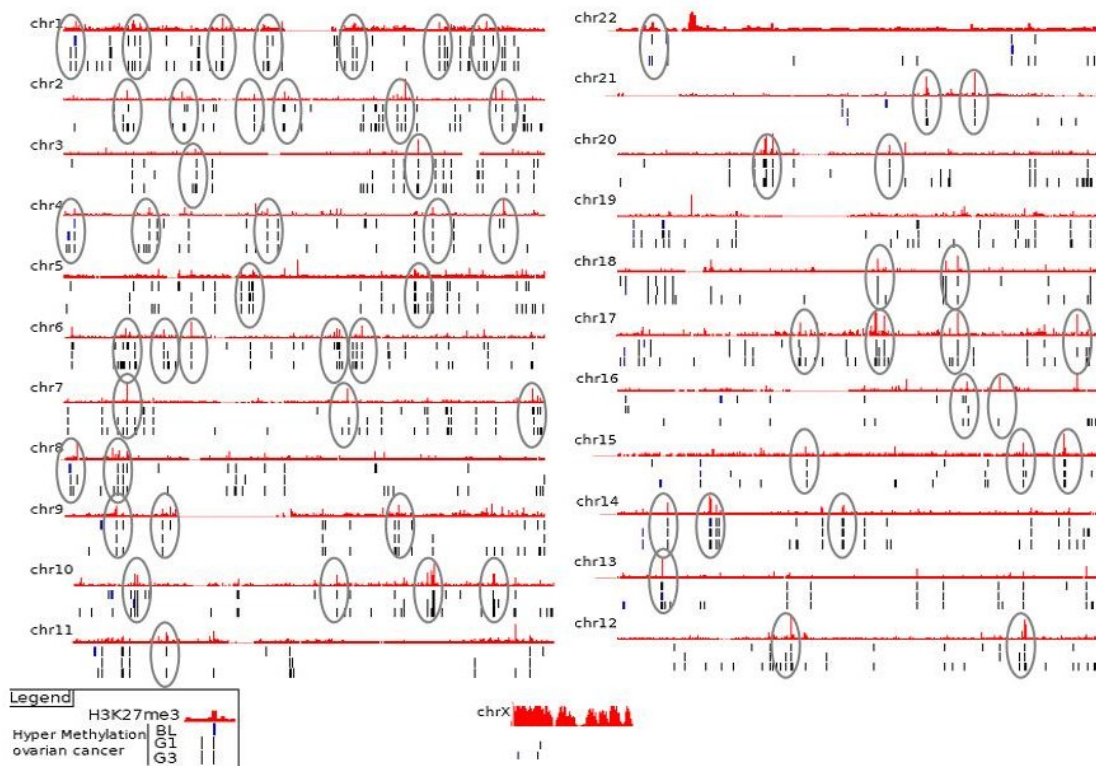 chr1
chr2
chr3
chr4
chr5
chr6
chr7
chr8
chr9
chr10
chr11
chr22
chr21
chr20
chr19
chr18
chr17
chr16
chr15
chr14
chr13
chr12
chrX
Legend
H3K27me3
Hyper Methylation
ovarian cancer
BL
G1
G3